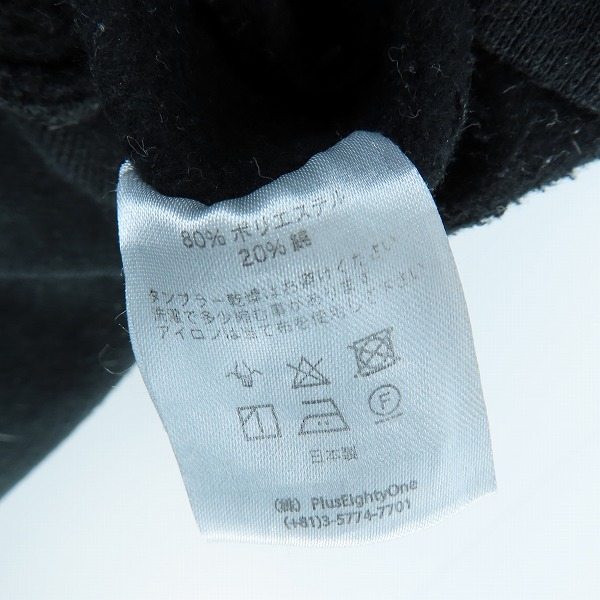 80% ポリエステル
20% 綿
タンブラー乾燥はお避けください
洗濯で多少縮む事があります
アイロンは当て布を使用して下さい
F
日本製
(株) PlusEightyOne
(+81)3-5774-7701